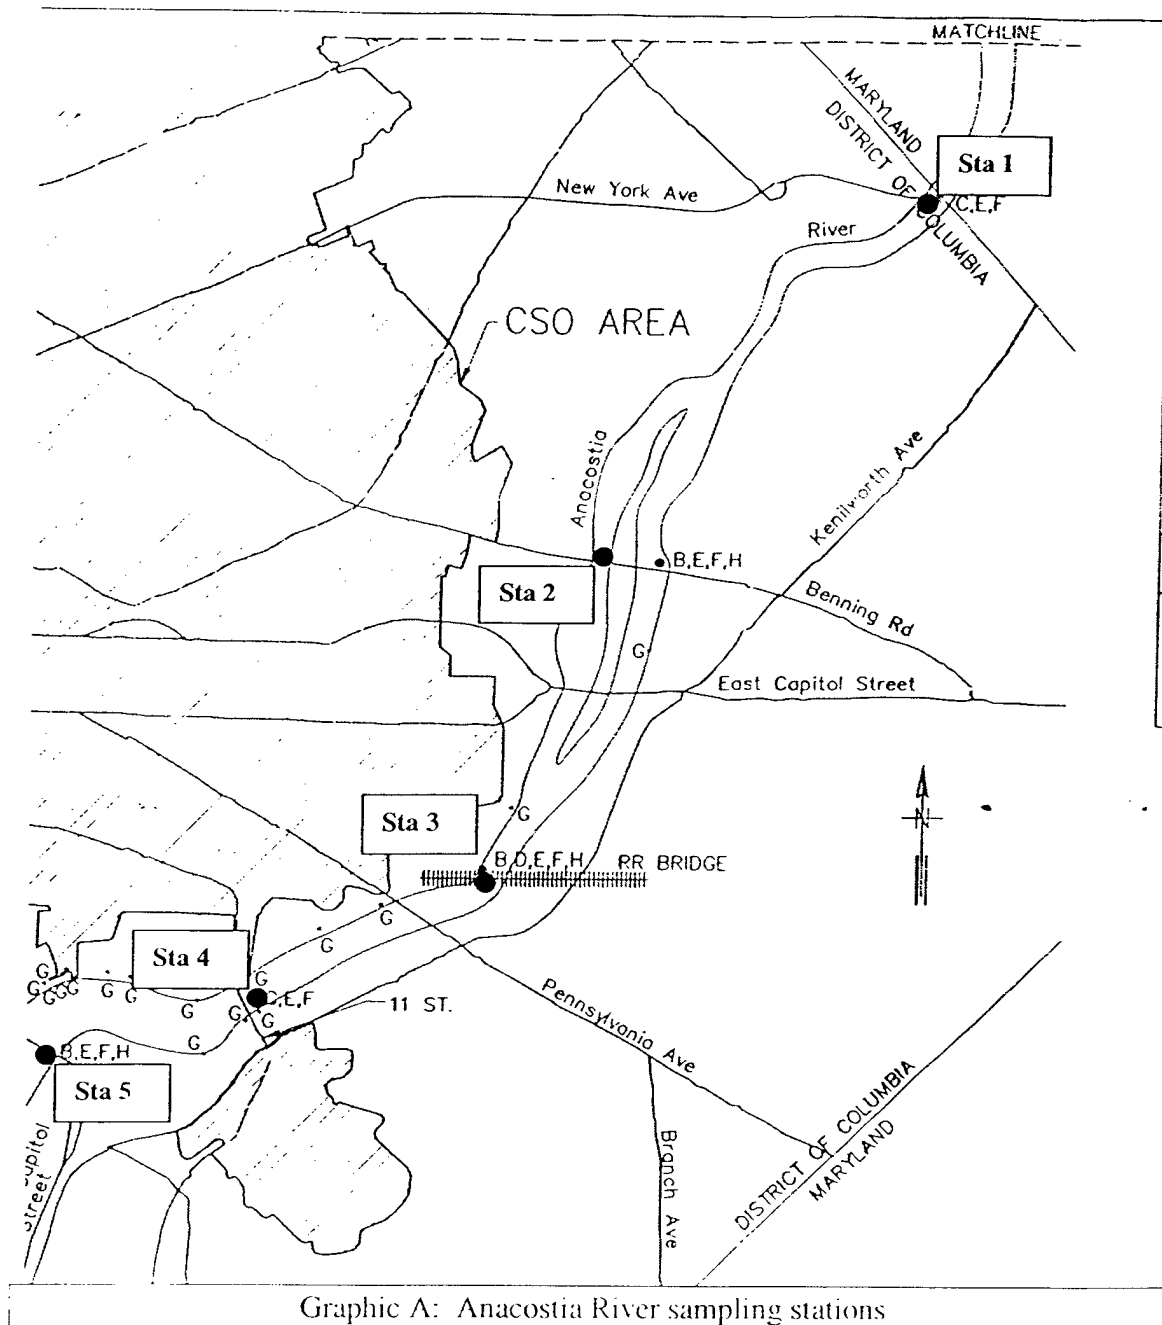 MATCHLINE
MARYLAND
DISTRICT OF COLUMBIA
Sta 1
C,E,F
New York Ave
River
CSO AREA
Anacostia
Kenilworth Ave
B,E,F,H
Sta 2
Benning Rd
G
East Capitol Street
Sta 3
G
B,D,E,F,H
RR BRIDGE
N
G
G
Sta 4
G
G
G
G
G
G
G
G
,E,F
G
G
11 ST.
G
Pennsylvania Ave
B,E,F,H
Sta 5
apitol
treet
Branch Ave
DISTRICT OF COLUMBIA
MARYLAND
Graphic A: Anacostia River sampling stations